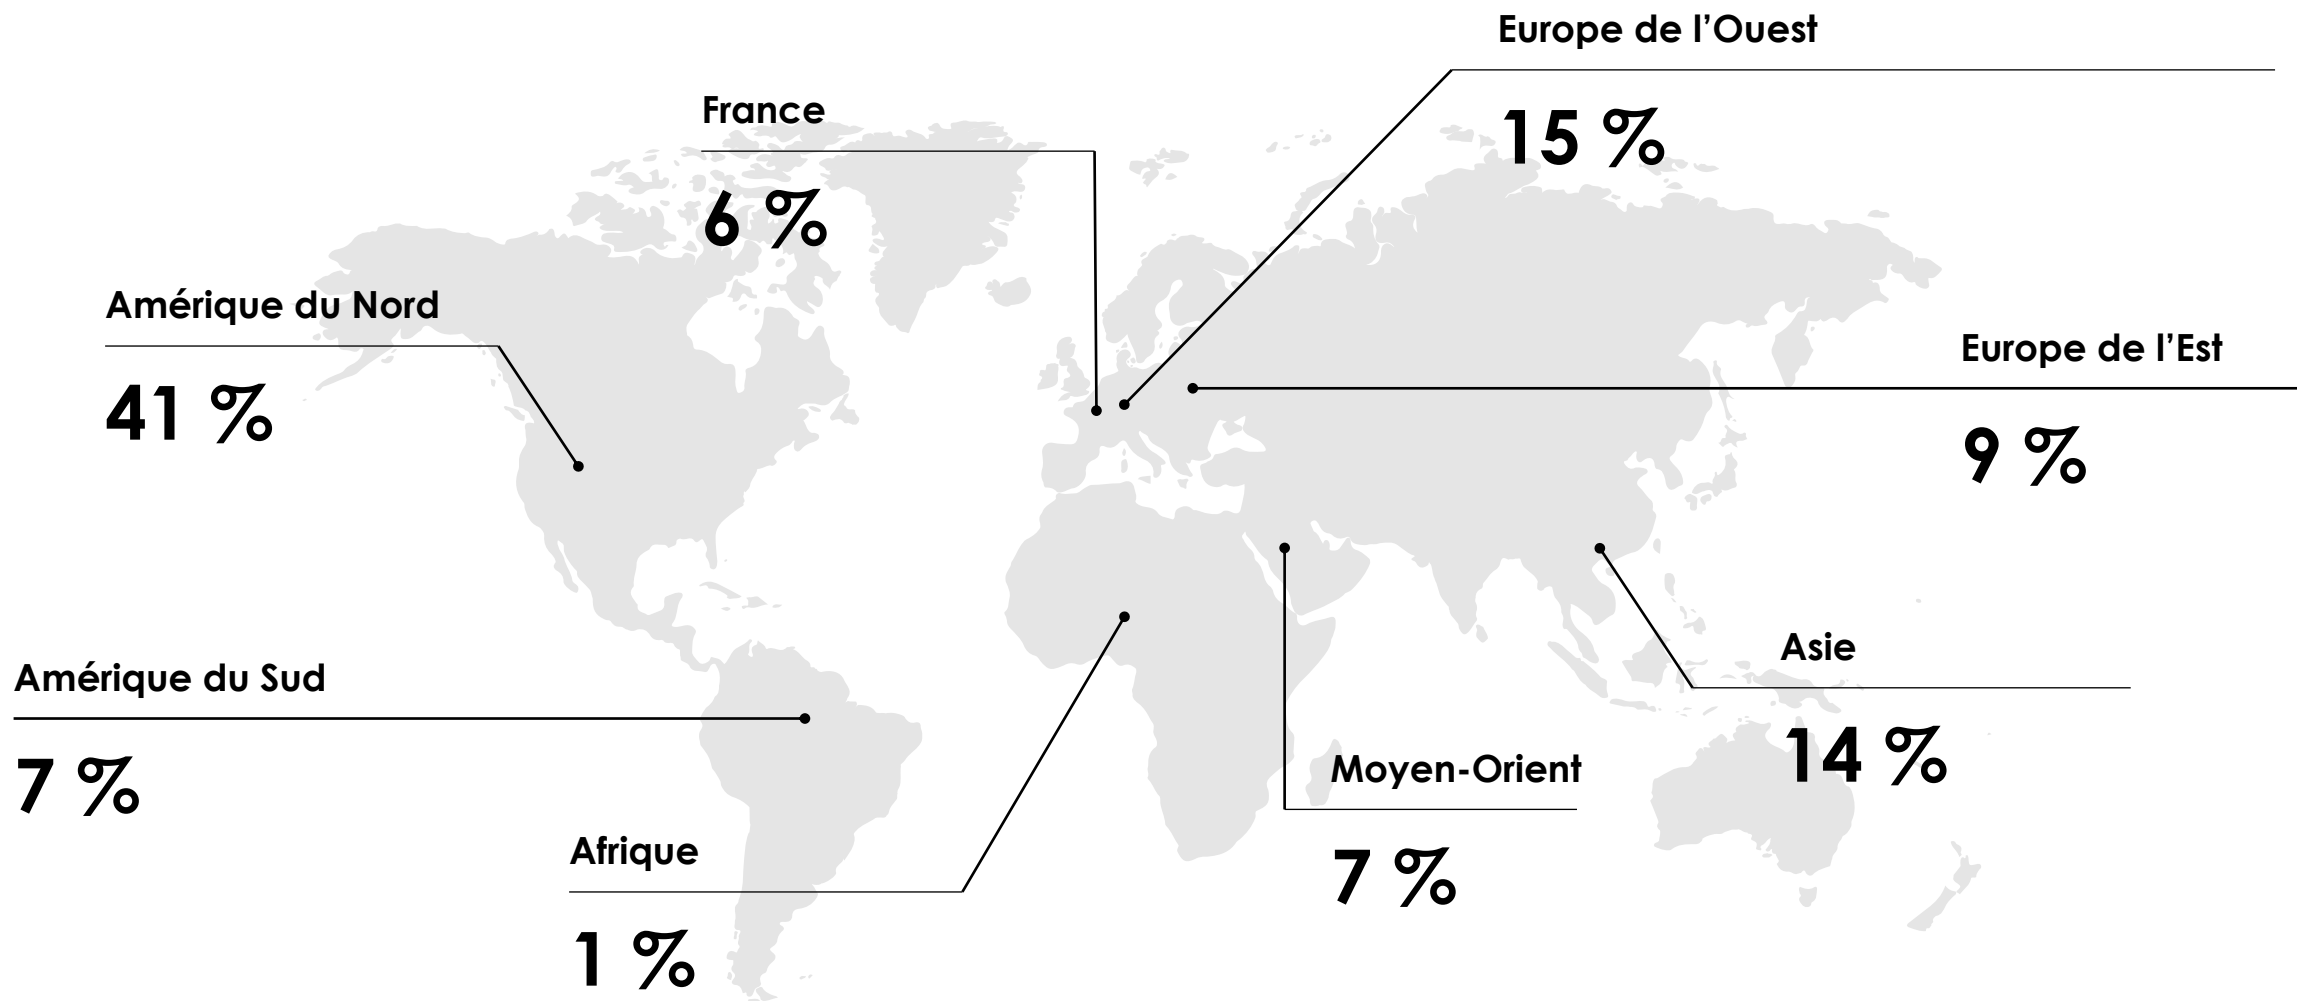 Europe de l’Ouest
15 %
France
6 %
Amérique du Nord
41 %
Europe de l’Est
9 %
Asie
14 %
Amérique du Sud
7 %
Moyen-Orient
7 %
Afrique
1 %